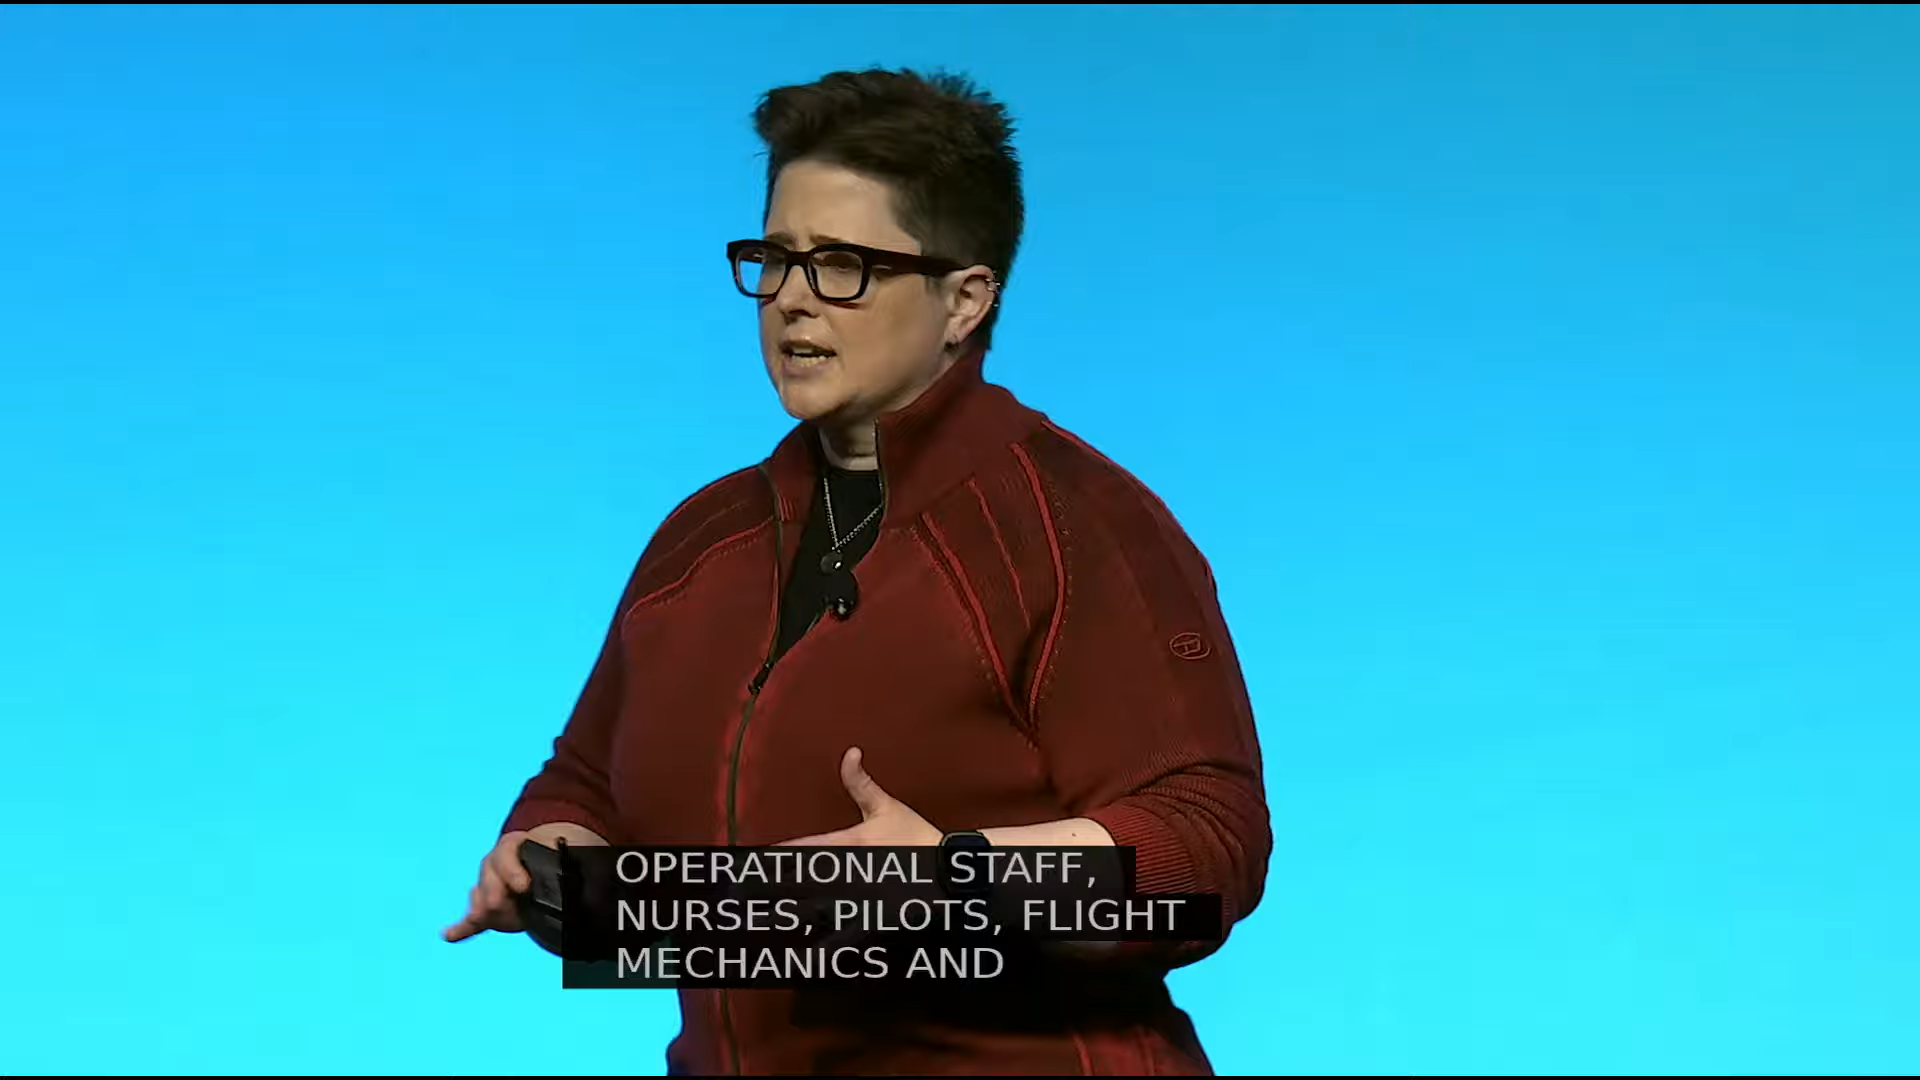 OPERATIONAL STAFF,
NURSES, PILOTS, FLIGHT
MECHANICS AND